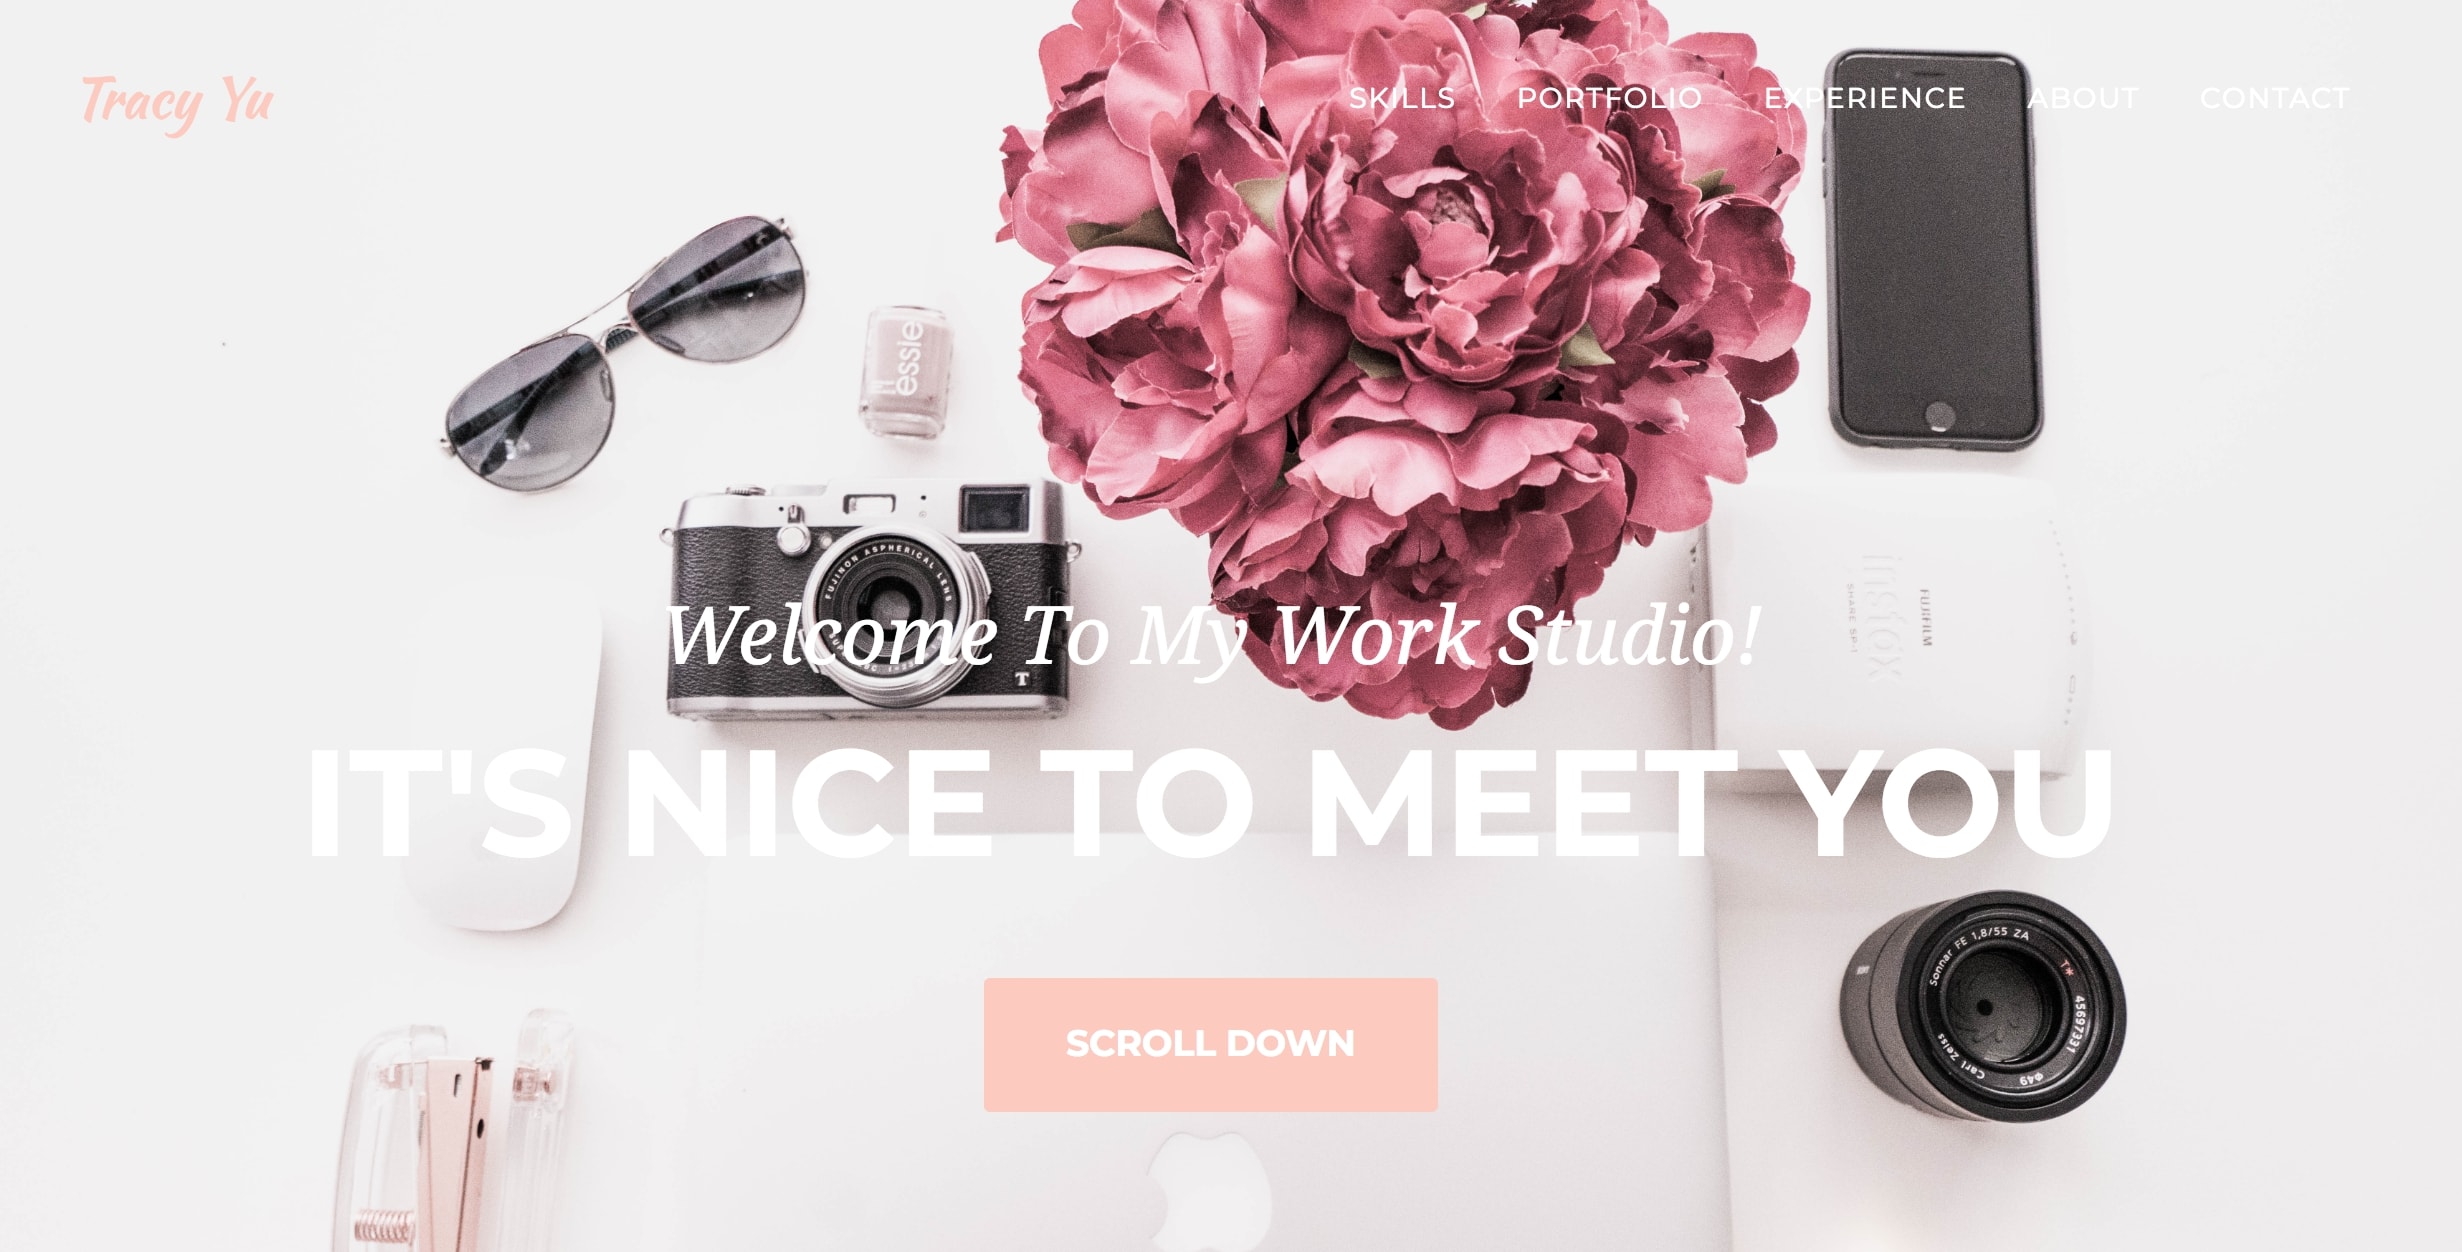 Tracy Yu
SKILLS PORTFOLIO EXPERIENCE ABOUT CONTACT
essie
FUJINON ASPHERICAL LENS
T
Welcome To My Work Studio!
FUJIFILM
instax
SHARE SP-1
IT'S NICE TO MEET YOU
Sonnar FE 1,8/55 ZA
T*
45697331
Φ49
Carl Zeiss
SCROLL DOWN